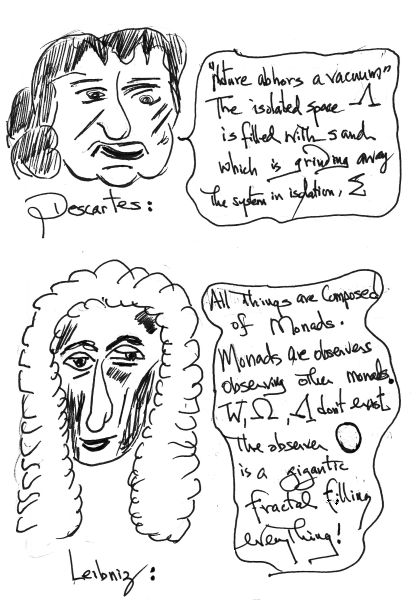 "Nature abhors a vacuum"
The isolated space Λ
is filled with sand
which is grinding away
The system in isolation, Σ
Descartes:
All things are composed
of Monads.
Monads are observers
observing other monads.
W, Ω, Λ dont exist.
The observer O
is a gigantic
fractal filling
everything!
Leibniz: